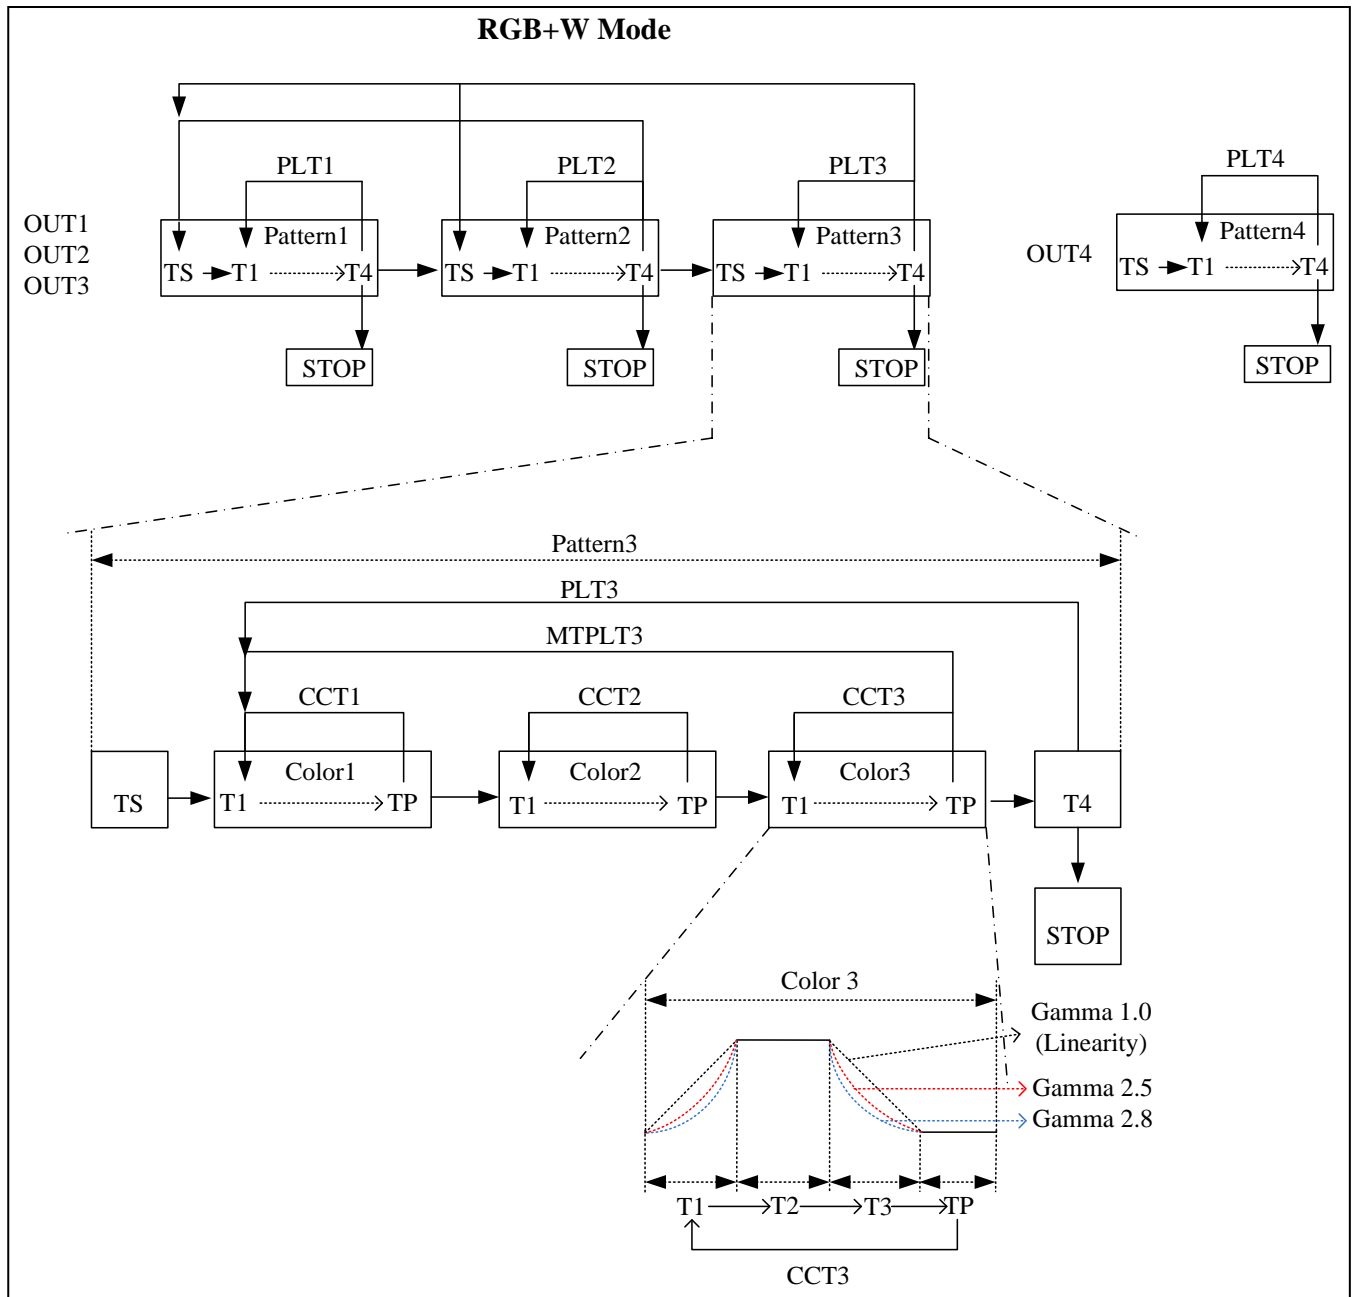 RGB+W Mode
PLT1
PLT2
PLT3
PLT4
OUT1
OUT2
OUT3
Pattern1
TS
T1
T4
Pattern2
TS
T1
T4
Pattern3
TS
T1
T4
OUT4
Pattern4
TS
T1
T4
STOP
STOP
STOP
STOP
Pattern3
PLT3
MTPLT3
CCT1
CCT2
CCT3
TS
Color1
T1
TP
Color2
T1
TP
Color3
T1
TP
T4
STOP
Color 3
Gamma 1.0
(Linearity)
Gamma 2.5
Gamma 2.8
T1
T2
T3
TP
CCT3